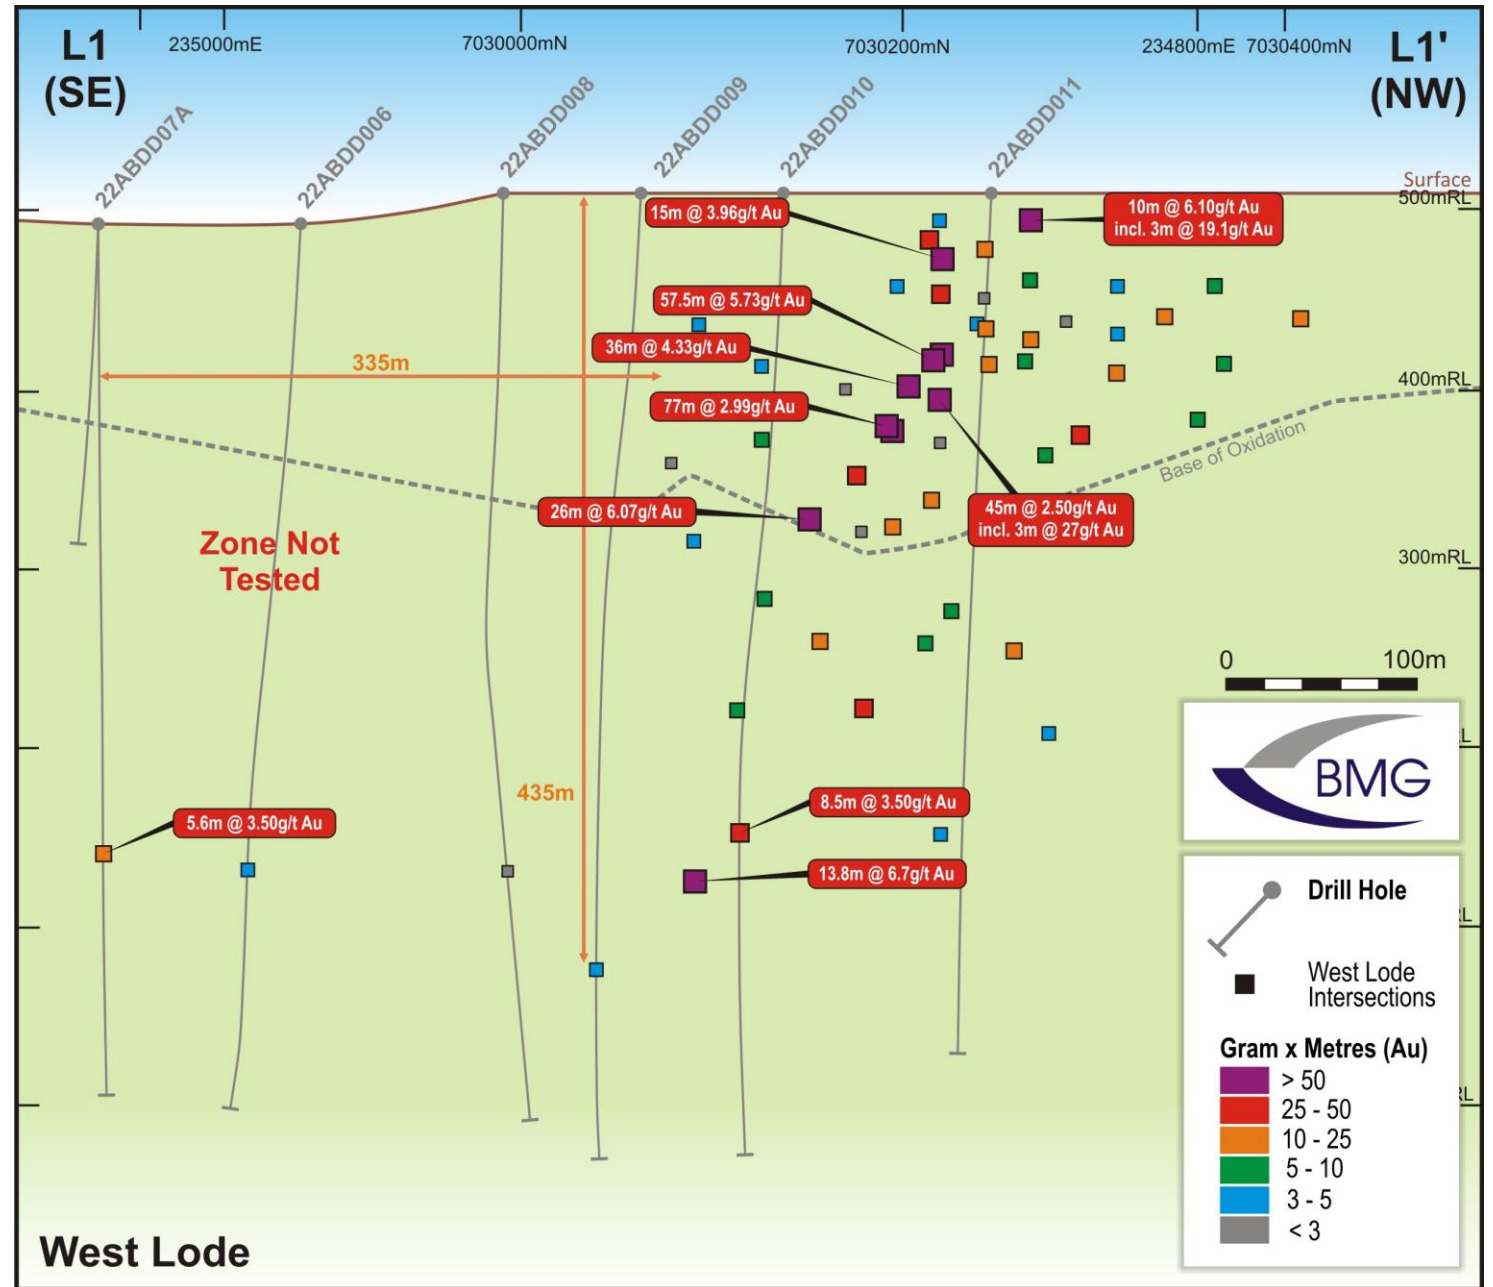 L1
(SE)
235000mE
7030000mN
7030200mN
234800mE
7030400mN
L1'
(NW)
22ABDD07A
22ABDD006
22ABDD008
22ABDD009
22ABDD010
22ABDD011
Surface
500mRL
15m @ 3.96g/t Au
10m @ 6.10g/t Au
incl. 3m @ 19.1g/t Au
57.5m @ 5.73g/t Au
36m @ 4.33g/t Au
335m
400mRL
77m @ 2.99g/t Au
Base of Oxidation
26m @ 6.07g/t Au
45m @ 2.50g/t Au
incl. 3m @ 27g/t Au
Zone Not
Tested
300mRL
0
100m
L
BMG
435m
8.5m @ 3.50g/t Au
5.6m @ 3.50g/t Au
13.8m @ 6.7g/t Au
Drill Hole
West Lode
Intersections
Gram x Metres (Au)
> 50
25 - 50
10 - 25
5 - 10
3 - 5
< 3
West Lode